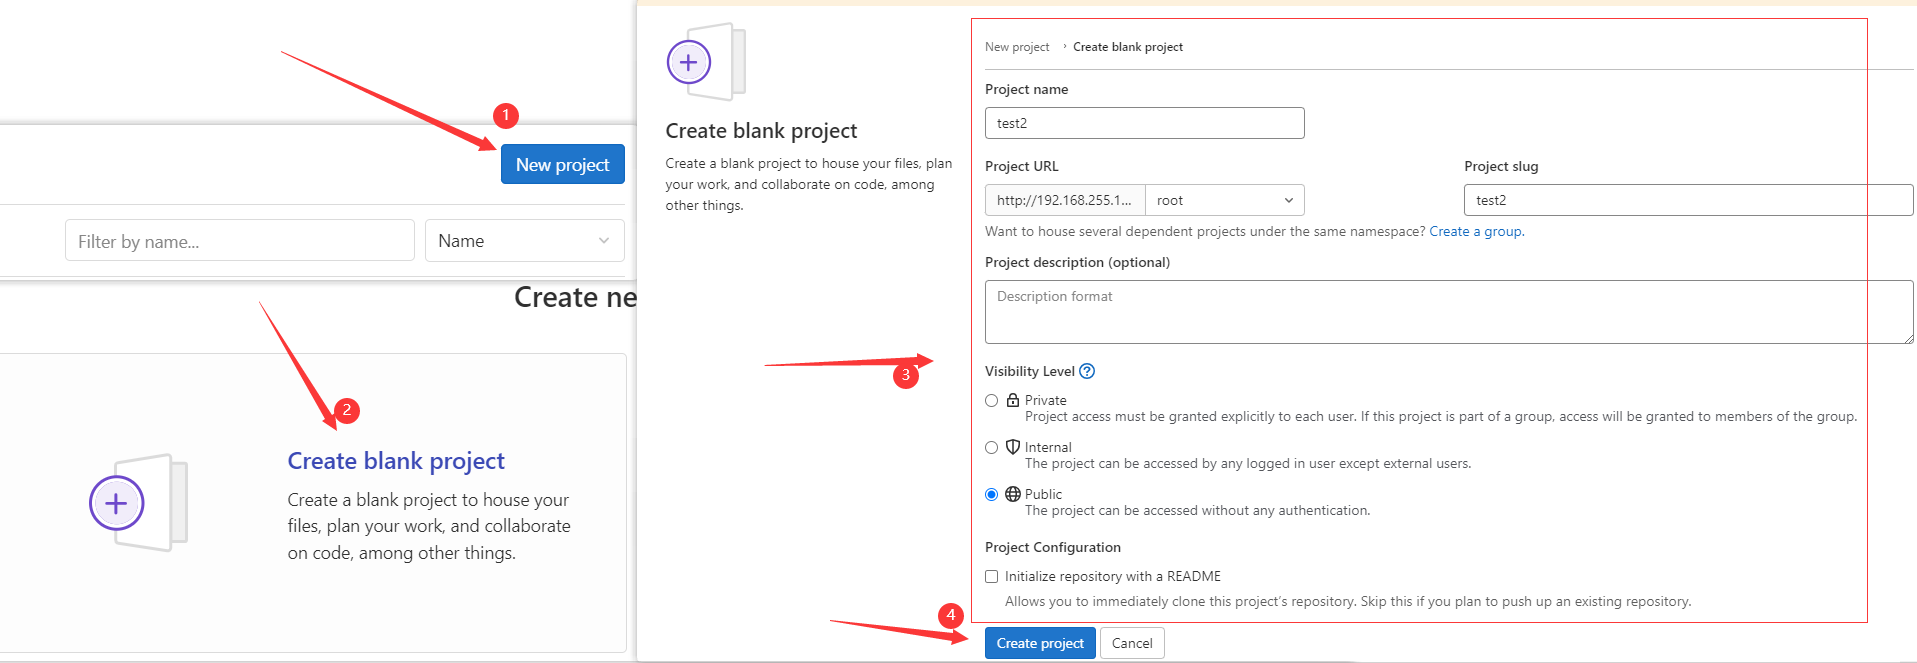 1
New project
Filter by name...
Name
Create ne
2
Create blank project
Create a blank project to house your
files, plan your work, and collaborate
on code, among other things.
Create blank project
Create a blank project to house your files, plan
your work, and collaborate on code, among
other things.
3
4
New project › Create blank project
Project name
test2
Project URL
Project slug
http://192.168.255.1...
root
test2
Want to house several dependent projects under the same namespace? Create a group.
Project description (optional)
Description format
Visibility Level ?
Private
Project access must be granted explicitly to each user. If this project is part of a group, access will be granted to members of the group.
Internal
The project can be accessed by any logged in user except external users.
Public
The project can be accessed without any authentication.
Project Configuration
Initialize repository with a README
Allows you to immediately clone this project's repository. Skip this if you plan to push up an existing repository.
Create project
Cancel